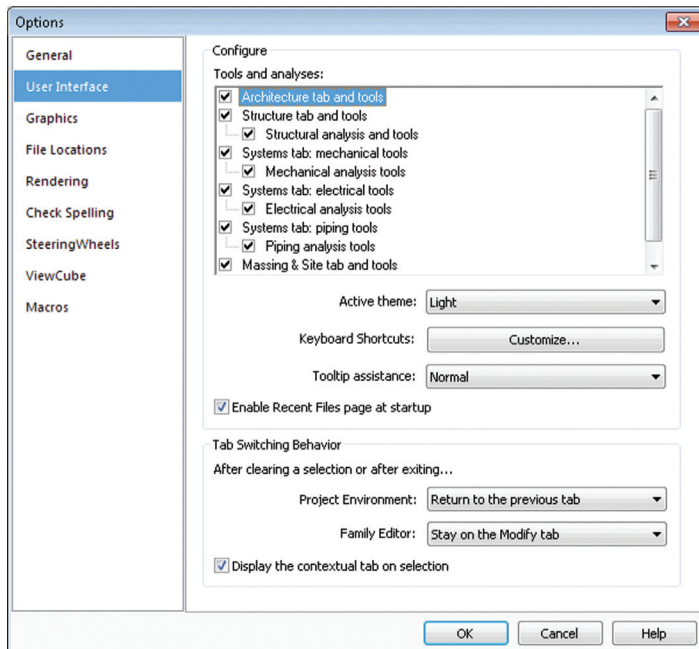 Options
General
User Interface
Graphics
File Locations
Rendering
Check Spelling
SteeringWheels
ViewCube
Macros
Configure
Tools and analyses:
Architecture tab and tools
Structure tab and tools
Structural analysis and tools
Systems tab: mechanical tools
Mechanical analysis tools
Systems tab: electrical tools
Electrical analysis tools
Systems tab: piping tools
Piping analysis tools
Massing & Site tab and tools
Active theme: Light
Keyboard Shortcuts: Customize...
Tooltip assistance: Normal
Enable Recent Files page at startup
Tab Switching Behavior
After clearing a selection or after exiting...
Project Environment: Return to the previous tab
Family Editor: Stay on the Modify tab
Display the contextual tab on selection
OK Cancel Help